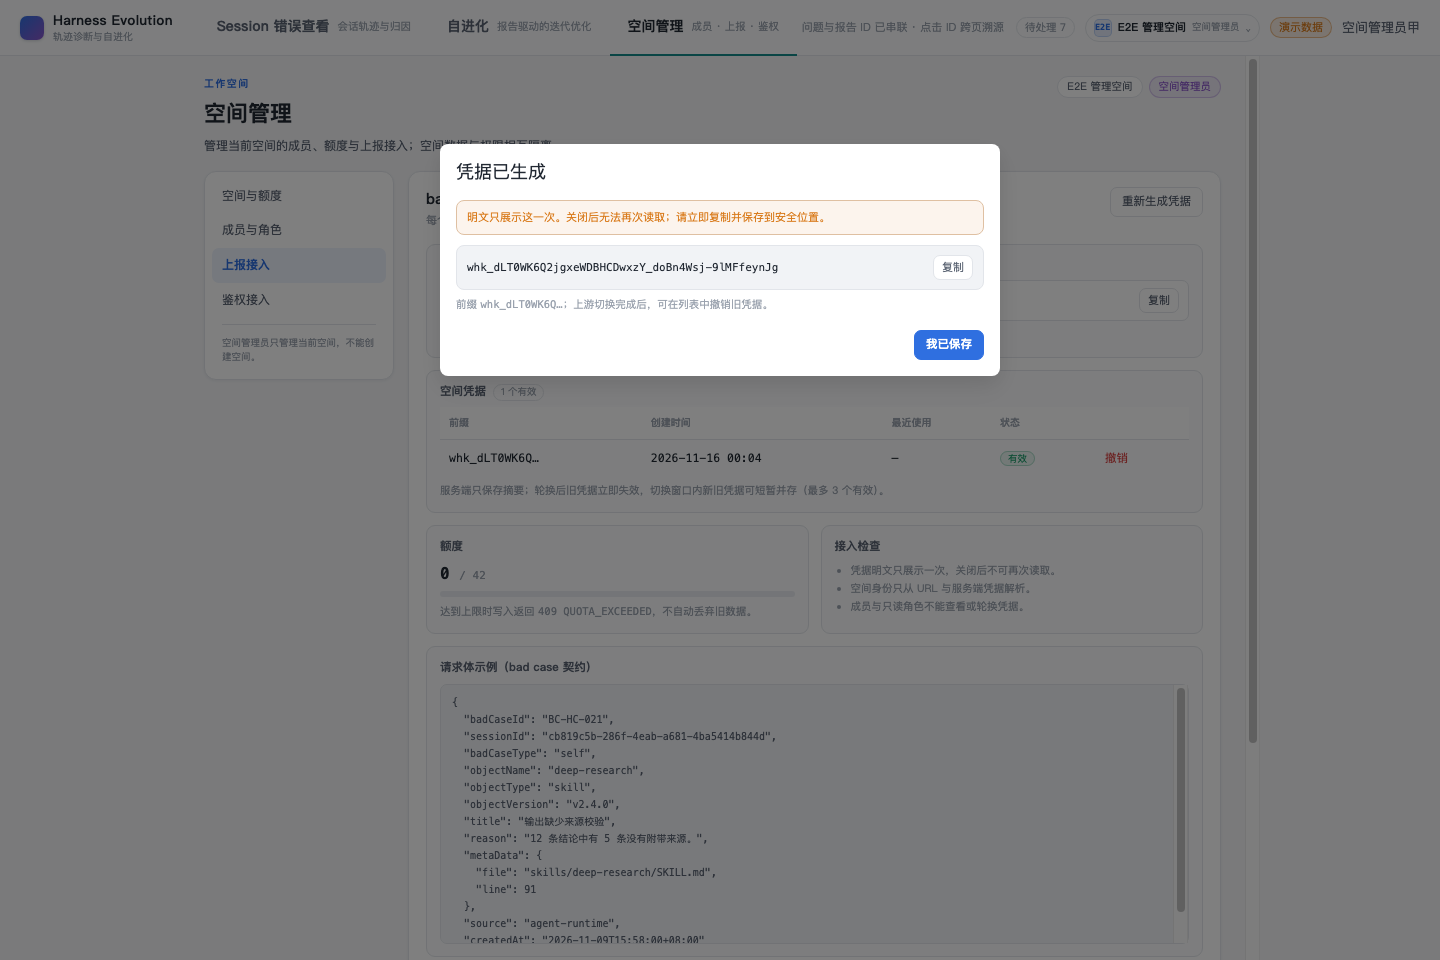 Harness Evolution
轨迹诊断与自进化
Session 错误查看 会话轨迹与归因
自进化 报告驱动的迭代优化
空间管理 成员 · 上报 · 鉴权
问题与报告 ID 已串联 · 点击 ID 跨页溯源
待处理 7
E2E E2E 管理空间 空间管理员
演示数据
空间管理员甲
工作空间
空间管理
管理当前空间的成员、额度与上报接入；
E2E 管理空间
空间管理员
空间与额度
成员与角色
上报接入
鉴权接入
空间管理员只管理当前空间，不能创
建空间。
重新生成凭据
凭据已生成
明文只展示这一次。关闭后无法再次读取；请立即复制并保存到安全位置。
whk_dLT0WK6Q2jgxeWDBHCDwxzY_doBn4Wsj-9lMFfeynJg
复制
前缀 whk_dLT0WK6Q…；上游切换完成后，可在列表中撤销旧凭据。
我已保存
复制
空间凭据 1 个有效
前缀 创建时间 最近使用 状态
whk_dLT0WK6Q… 2026-11-16 00:04 — 有效 撤销
服务端只保存摘要；轮换后旧凭据立即失效，切换窗口内新旧凭据可短暂并存（最多 3 个有效）。
额度
0 / 42
达到上限时写入返回 409 QUOTA_EXCEEDED，不自动丢弃旧数据。
接入检查
凭据明文只展示一次，关闭后不可再次读取。
空间身份只从 URL 与服务端凭据解析。
成员与只读角色不能查看或轮换凭据。
请求体示例（bad case 契约）
{
"badCaseId": "BC-HC-021",
"sessionId": "cb819c5b-286f-4eab-a681-4ba5414b844d",
"badCaseType": "self",
"objectName": "deep-research",
"objectType": "skill",
"objectVersion": "v2.4.0",
"title": "输出缺少来源校验",
"reason": "12 条结论中有 5 条没有附带来源。",
"metaData": {
"file": "skills/deep-research/SKILL.md",
"line": 91
},
"source": "agent-runtime",
"createdAt": "2026-11-09T15:58:00+08:00"